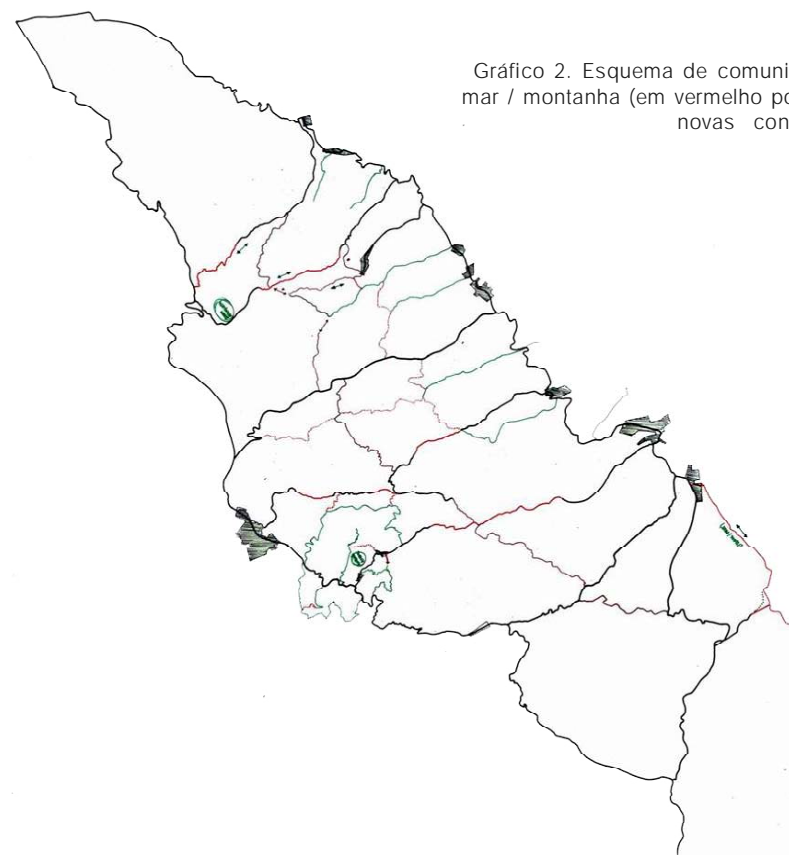 Gráfico 2. Esquema de comuni
mar / montanha (em vermelho po
novas con